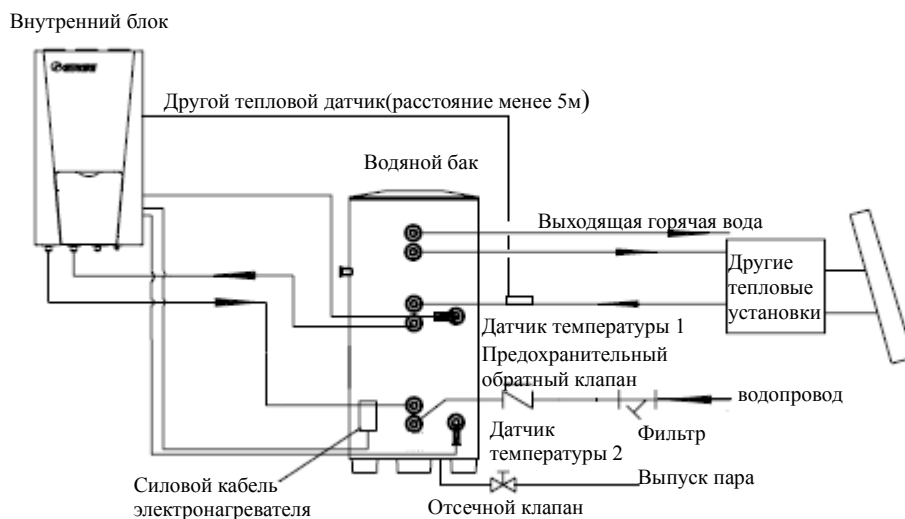 Внутренний блок
Другой тепловой датчик(расстояние менее 5м)
Водяной бак
Выходящая горячая вода
Другие
тепловые
установки
Датчик температуры 1
Предохранительный
обратный клапан
водопровод
Фильтр
Датчик
температуры 2
Силовой кабель
электронагревателя
Отсечной клапан
Выпуск пара